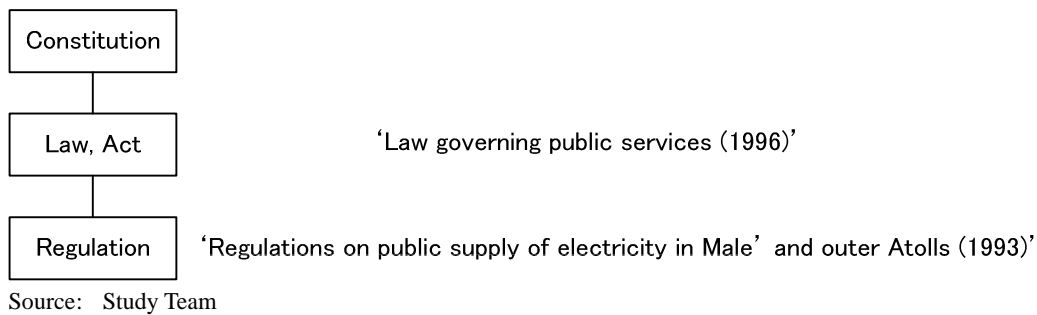 Constitution
Law, Act ‘Law governing public services (1996)’
Regulation ‘Regulations on public supply of electricity in Male’ and outer Atolls (1993)’
Source: Study Team